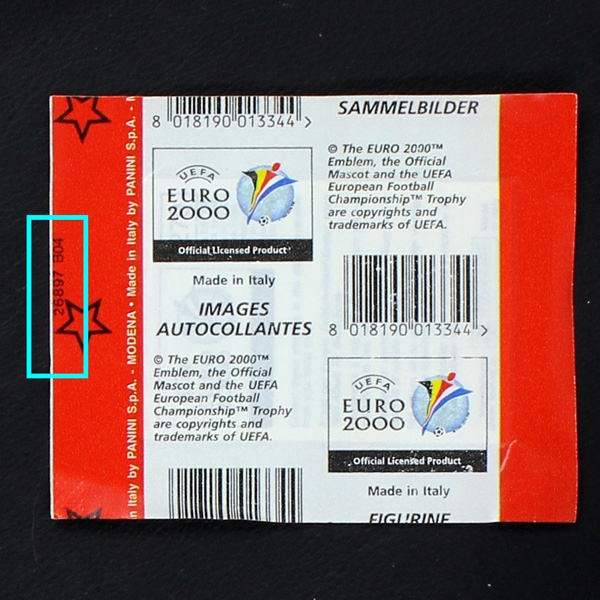 26897 B04
n Italy by PANINI S.p.A. - MODENA • Made in Italy by PANINI S.p.A. - M
8 018190 013344 >
UEFA
EURO
2000
Official Licensed Product
Made in Italy
IMAGES
AUTOCOLLANTES
© The EURO 2000™
Emblem, the Official
Mascot and the UEFA
European Football
Championship™ Trophy
are copyrights and
trademarks of UEFA.
SAMMELBILDER
© The EURO 2000™
Emblem, the Official
Mascot and the UEFA
European Football
Championship™ Trophy
are copyrights and
trademarks of UEFA.
8 018190 013344 >
UEFA
EURO
2000
Official Licensed Product
Made in Italy
FIGURINE